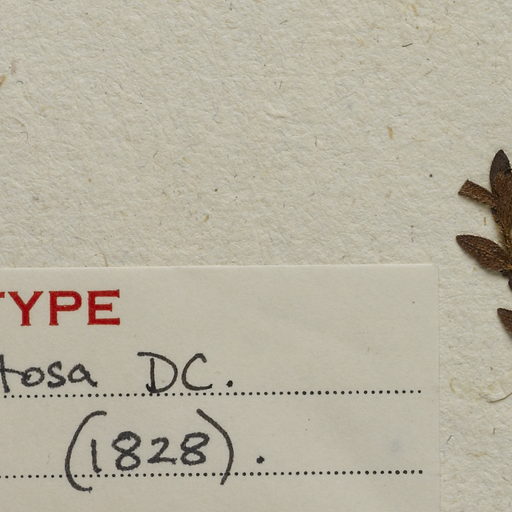 TYPE
tosa DC.
(1828).